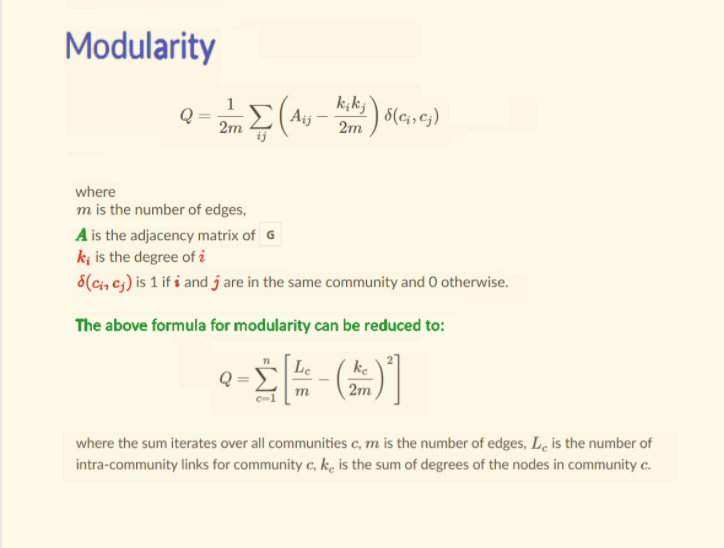 Modularity
Q = \frac{1}{2m} \sum_{ij} \left( A_{ij} - \frac{k_i k_j}{2m} \right) \delta(c_i, c_j)
where
m is the number of edges,
A is the adjacency matrix of G
k_i is the degree of i
δ(c_i, c_j) is 1 if i and j are in the same community and 0 otherwise.
The above formula for modularity can be reduced to:
Q = \sum_{c=1}^{n} \left[ \frac{L_c}{m} - \left( \frac{k_c}{2m} \right)^2 \right]
where the sum iterates over all communities c, m is the number of edges, L_c is the number of
intra-community links for community c, k_c is the sum of degrees of the nodes in community c.